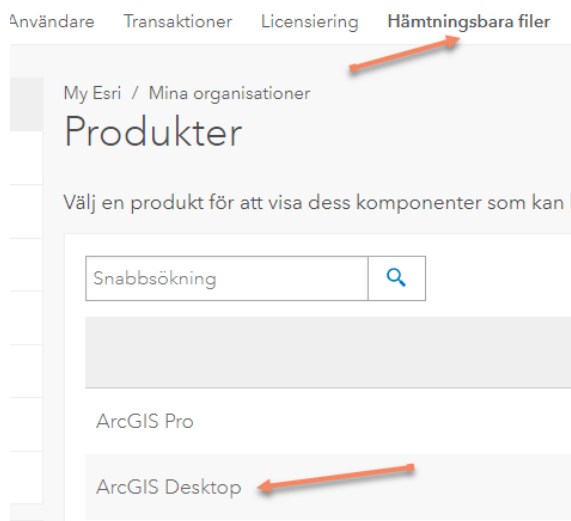 Användare Transaktioner Licensiering Hämtningsbara filer
My Esri / Mina organisationer
Produkter
Välj en produkt för att visa dess komponenter som kan
Snabbsökning
ArcGIS Pro
ArcGIS Desktop